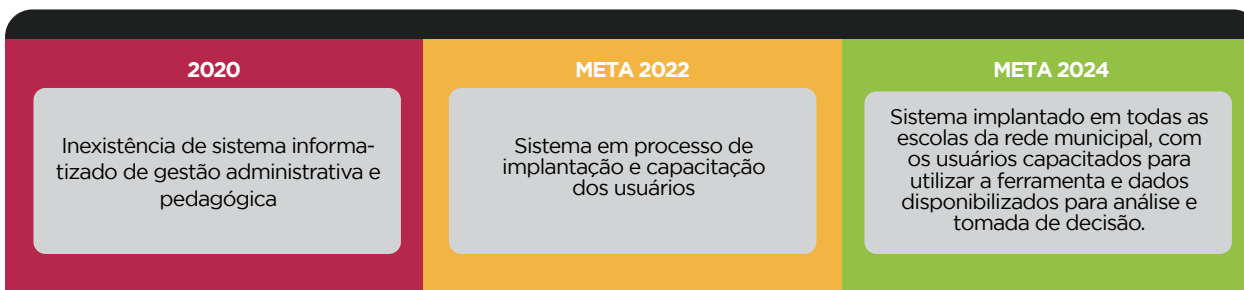 2020
Inexistência de sistema informa-
tizado de gestão administrativa e
pedagógica
META 2022
Sistema em processo de
implantação e capacitação
dos usuários
META 2024
Sistema implantado em todas as
escolas da rede municipal, com
os usuários capacitados para
utilizar a ferramenta e dados
disponibilizados para análise e
tomada de decisão.